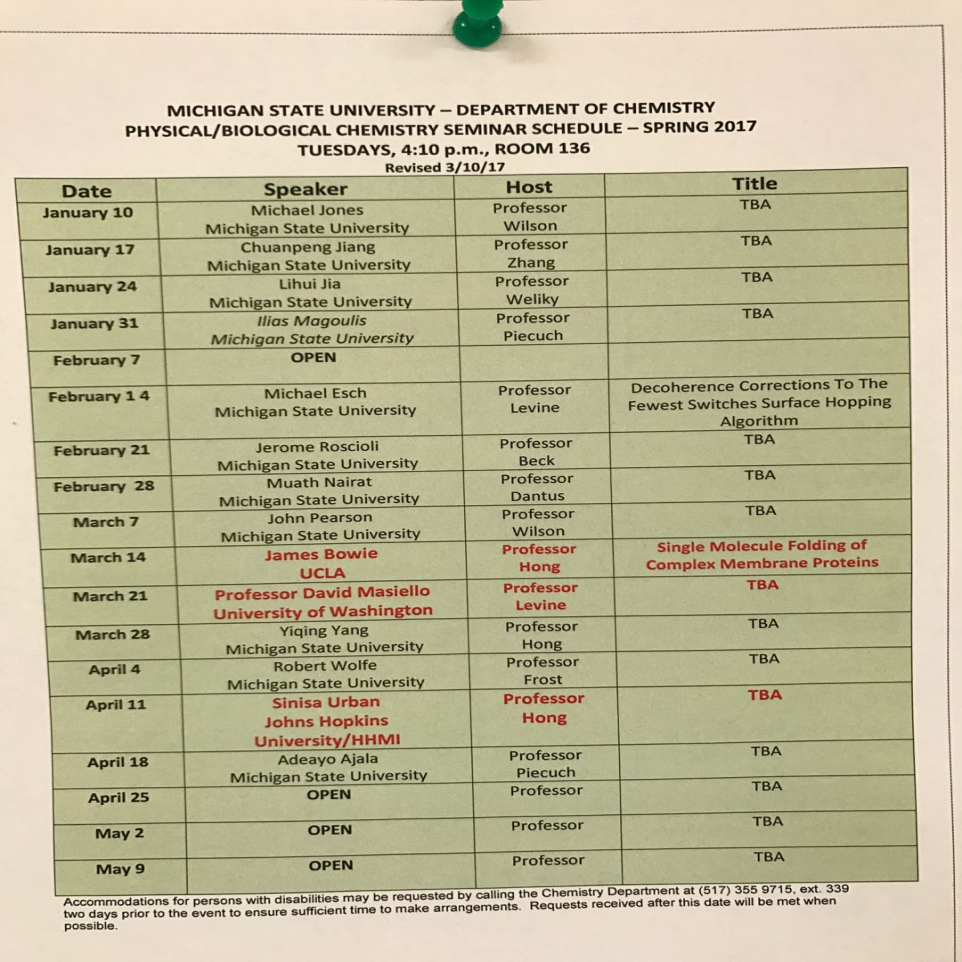 MICHIGAN STATE UNIVERSITY – DEPARTMENT OF CHEMISTRY
PHYSICAL/BIOLOGICAL CHEMISTRY SEMINAR SCHEDULE – SPRING 2017
TUESDAYS, 4:10 p.m., ROOM 136
Revised 3/10/17
Date Speaker Host Title
January 10 Michael Jones Professor TBA
Michigan State University Wilson
January 17 Chuanpeng Jiang Professor TBA
Michigan State University Zhang
January 24 Lihui Jia Professor TBA
Michigan State University Weliky
January 31 Ilias Magoulis Professor TBA
Michigan State University Piecuch
February 7 OPEN
February 1 4 Michael Esch Professor Decoherence Corrections To The
Michigan State University Levine Fewest Switches Surface Hopping
Algorithm
February 21 Jerome Roscioli Professor TBA
Michigan State University Beck
February 28 Muath Nairat Professor TBA
Michigan State University Dantus
March 7 John Pearson Professor TBA
Michigan State University Wilson
March 14 James Bowie Professor Single Molecule Folding of
UCLA Hong Complex Membrane Proteins
March 21 Professor David Masiello Professor TBA
University of Washington Levine
March 28 Yiqing Yang Professor TBA
Michigan State University Hong
April 4 Robert Wolfe Professor TBA
Michigan State University Frost
April 11 Sinisa Urban Professor TBA
Johns Hopkins Hong
University/HHMI
April 18 Adeayo Ajala Professor TBA
Michigan State University Piecuch
April 25 OPEN Professor TBA
May 2 OPEN Professor TBA
May 9 OPEN Professor TBA
Accommodations for persons with disabilities may be requested by calling the Chemistry Department at (517) 355 9715, ext. 339
two days prior to the event to ensure sufficient time to make arrangements. Requests received after this date will be met when
possible.